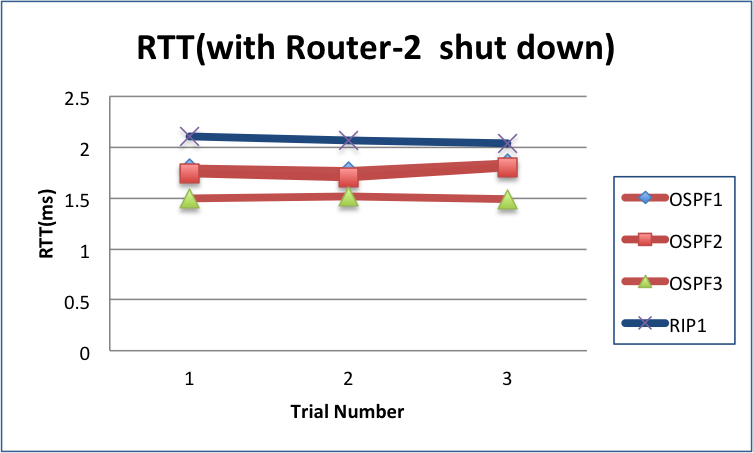 RTT(with Router-2 shut down)
2.5
2
1.5
1
0.5
0
RTT(ms)
1 2 3
Trial Number
OSPF1
OSPF2
OSPF3
RIP1